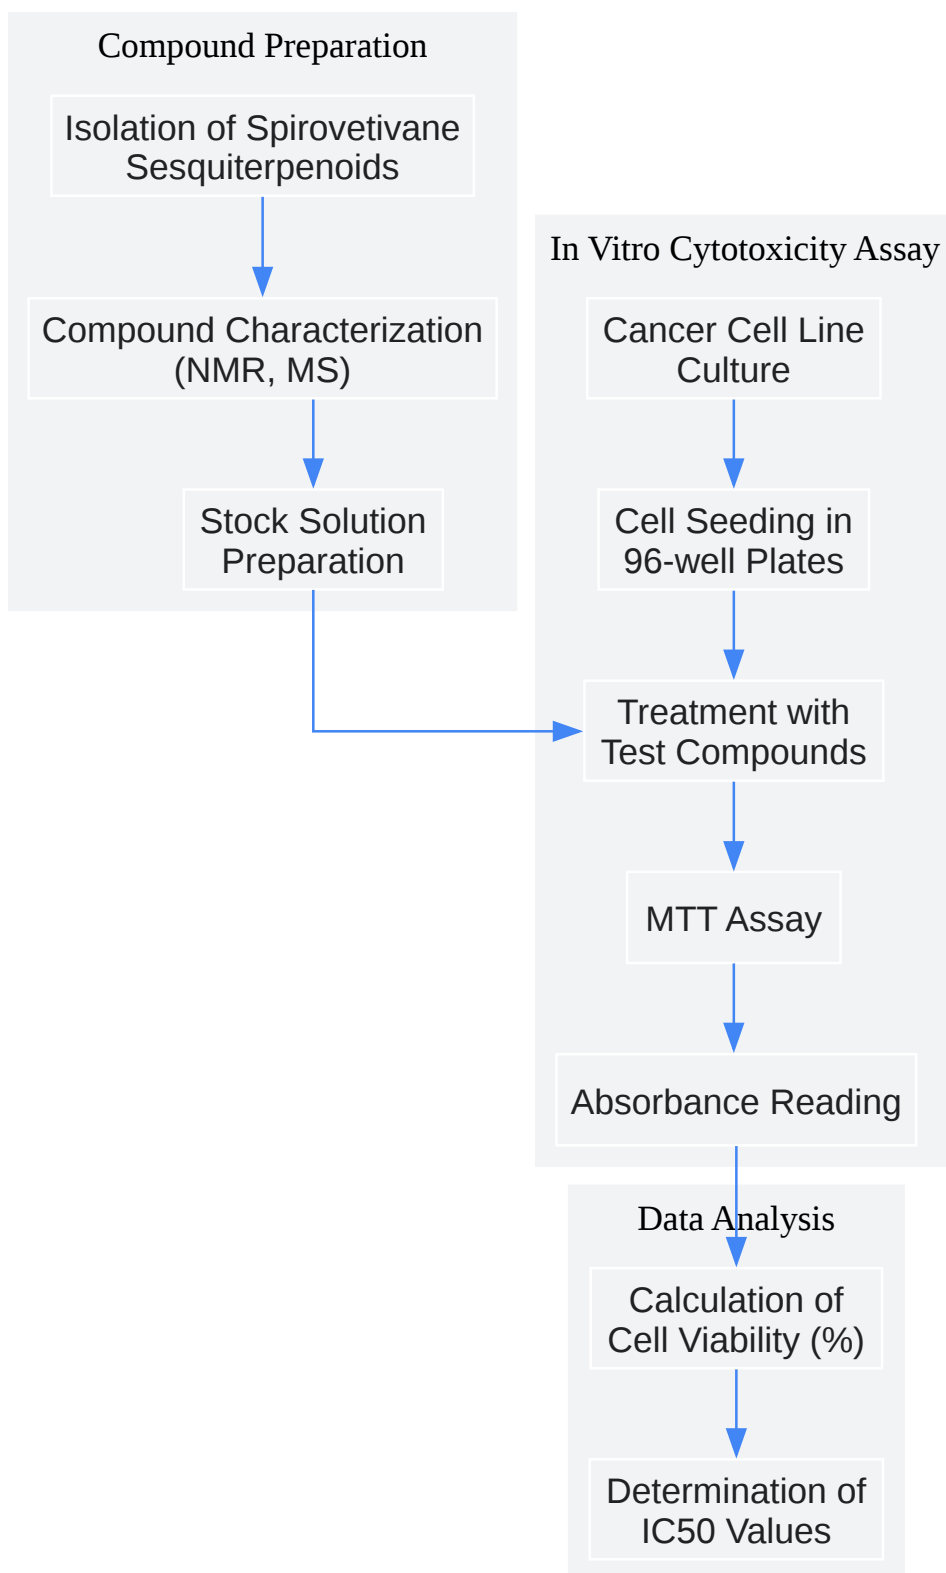 Compound Preparation
Isolation of Spirovetivane
Sesquiterpenoids
Compound Characterization
(NMR, MS)
Stock Solution
Preparation
In Vitro Cytotoxicity Assay
Cancer Cell Line
Culture
Cell Seeding in
96-well Plates
Treatment with
Test Compounds
MTT Assay
Absorbance Reading
Data Analysis
Calculation of
Cell Viability (%)
Determination of
IC50 Values